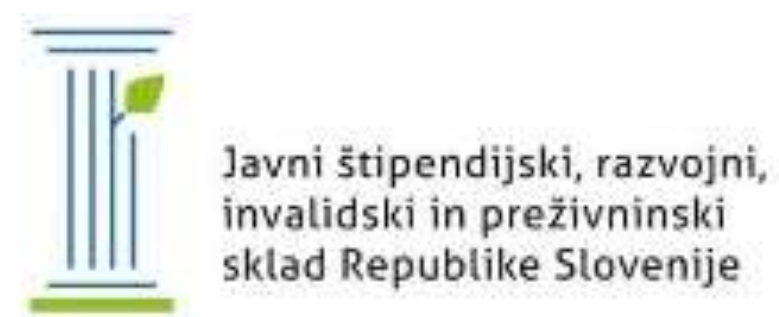 Javni štipendijski, razvojni,
invalidski in preživninski
sklad Republike Slovenije